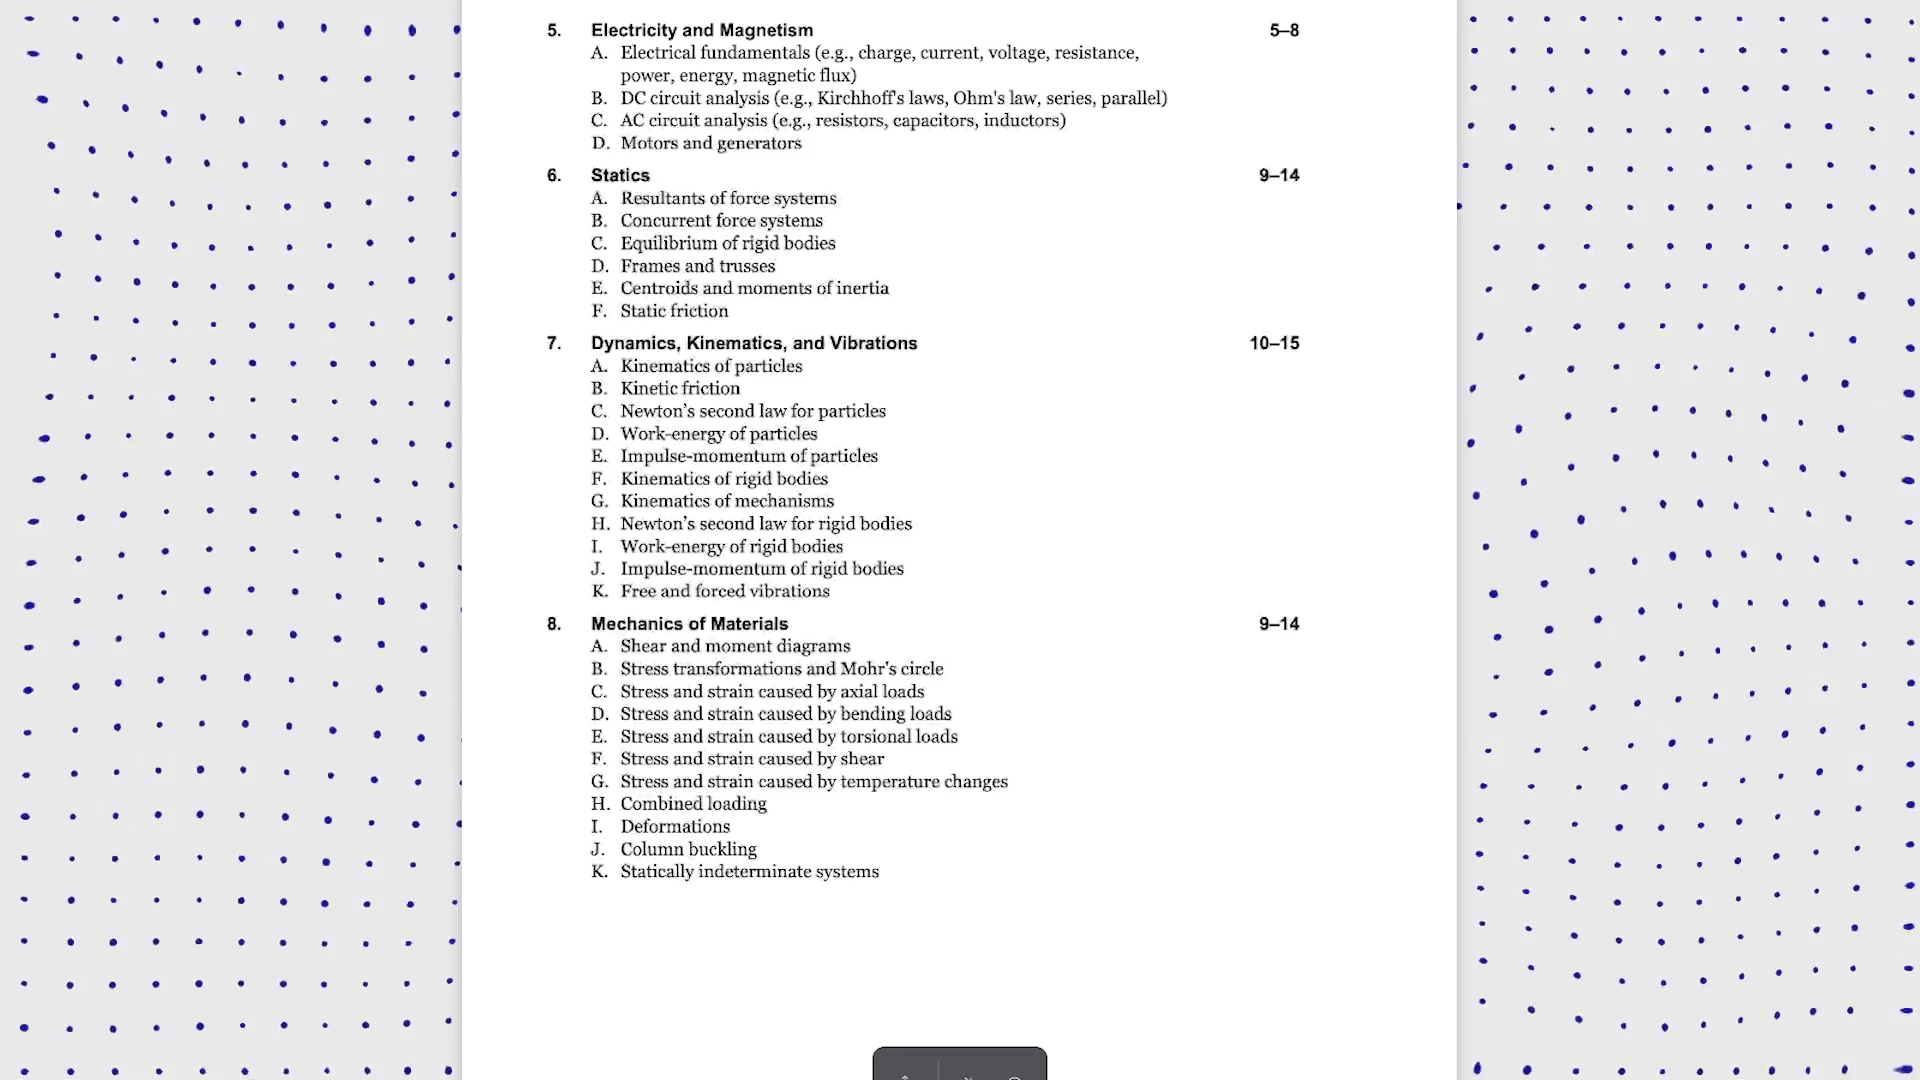 5. Electricity and Magnetism 5–8
A. Electrical fundamentals (e.g., charge, current, voltage, resistance,
power, energy, magnetic flux)
B. DC circuit analysis (e.g., Kirchhoff's laws, Ohm's law, series, parallel)
C. AC circuit analysis (e.g., resistors, capacitors, inductors)
D. Motors and generators
6. Statics 9–14
A. Resultants of force systems
B. Concurrent force systems
C. Equilibrium of rigid bodies
D. Frames and trusses
E. Centroids and moments of inertia
F. Static friction
7. Dynamics, Kinematics, and Vibrations 10–15
A. Kinematics of particles
B. Kinetic friction
C. Newton’s second law for particles
D. Work-energy of particles
E. Impulse-momentum of particles
F. Kinematics of rigid bodies
G. Kinematics of mechanisms
H. Newton’s second law for rigid bodies
I. Work-energy of rigid bodies
J. Impulse-momentum of rigid bodies
K. Free and forced vibrations
8. Mechanics of Materials 9–14
A. Shear and moment diagrams
B. Stress transformations and Mohr's circle
C. Stress and strain caused by axial loads
D. Stress and strain caused by bending loads
E. Stress and strain caused by torsional loads
F. Stress and strain caused by shear
G. Stress and strain caused by temperature changes
H. Combined loading
I. Deformations
J. Column buckling
K. Statically indeterminate systems